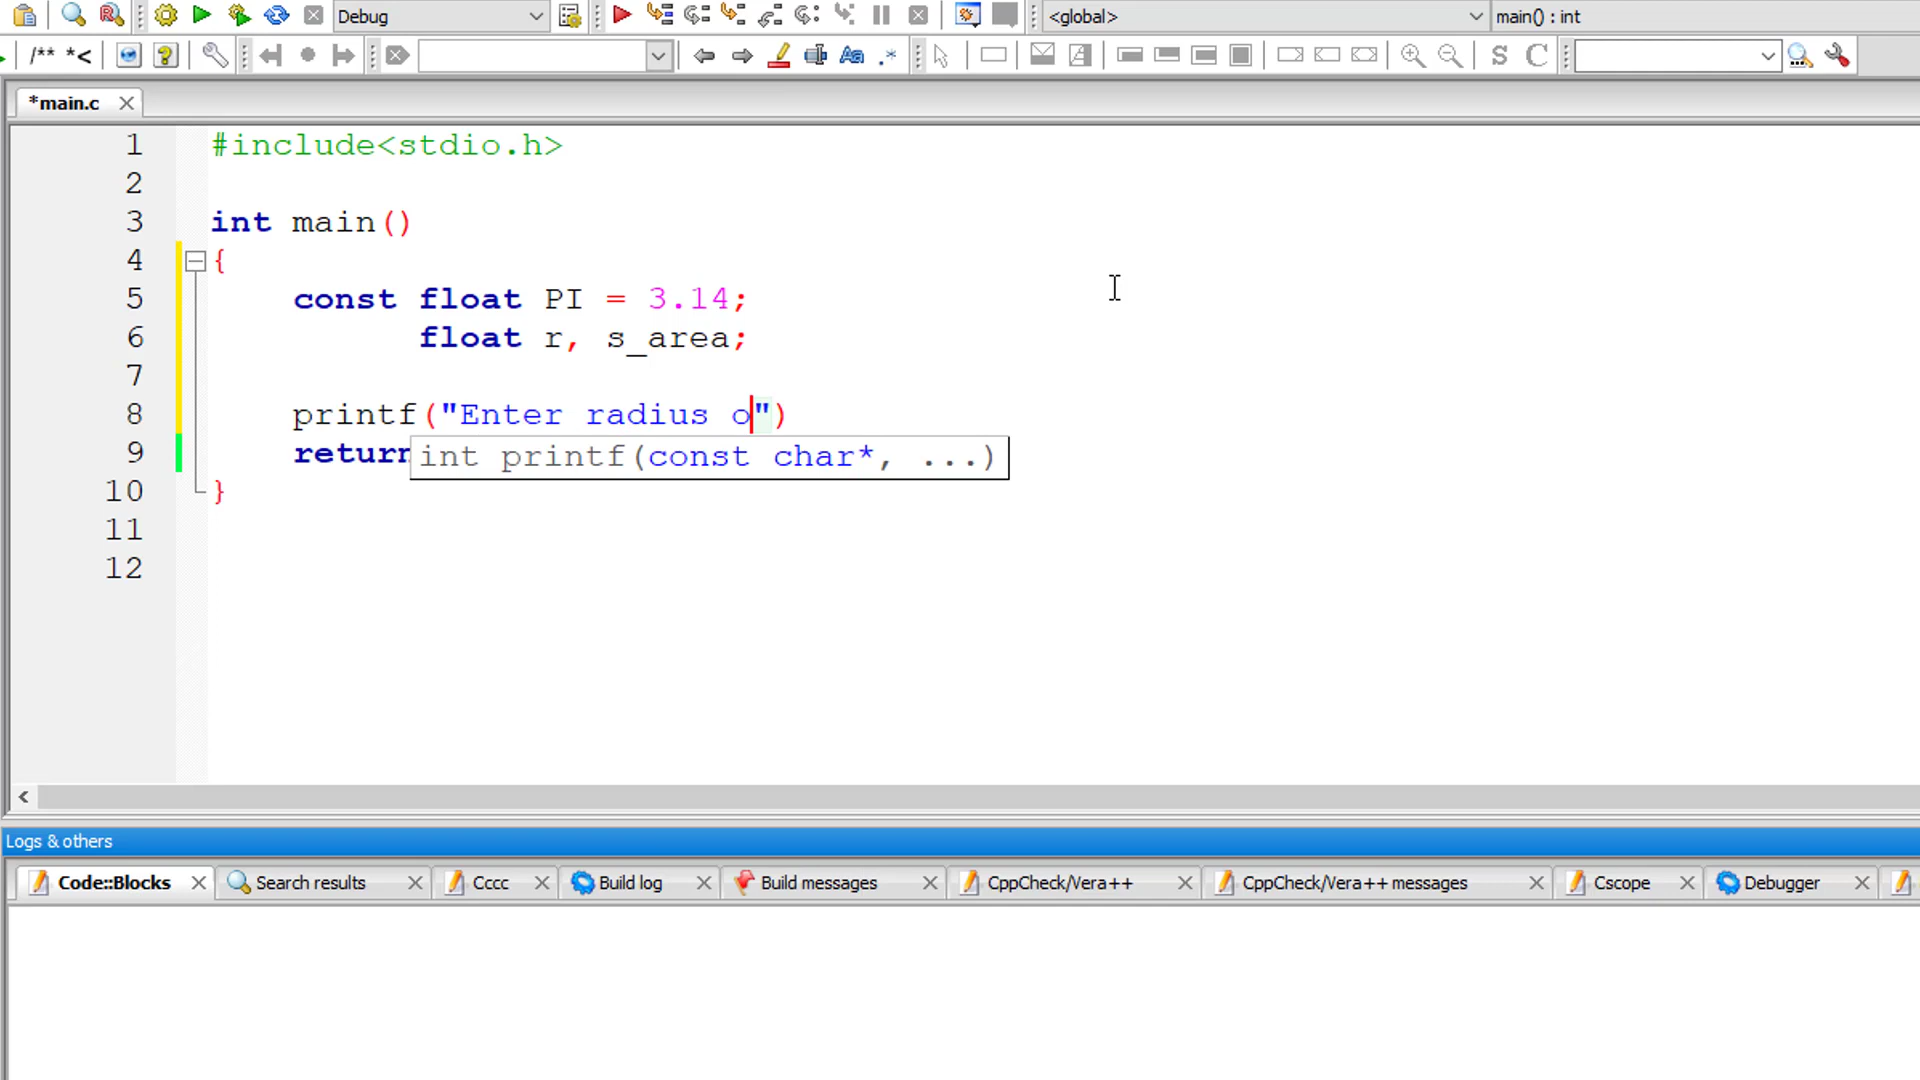 Debug
<global>
main() : int
/** *<
Aa
.*
S
C
*main.c
1 #include<stdio.h>
2
3 int main()
4 {
5 const float PI = 3.14;
6 float r, s_area;
7
8 printf("Enter radius o")
9 return
int printf(const char*, ...)
10 }
11
12
Logs & others
Code::Blocks
Search results
Cccc
Build log
Build messages
CppCheck/Vera++
CppCheck/Vera++ messages
Cscope
Debugger